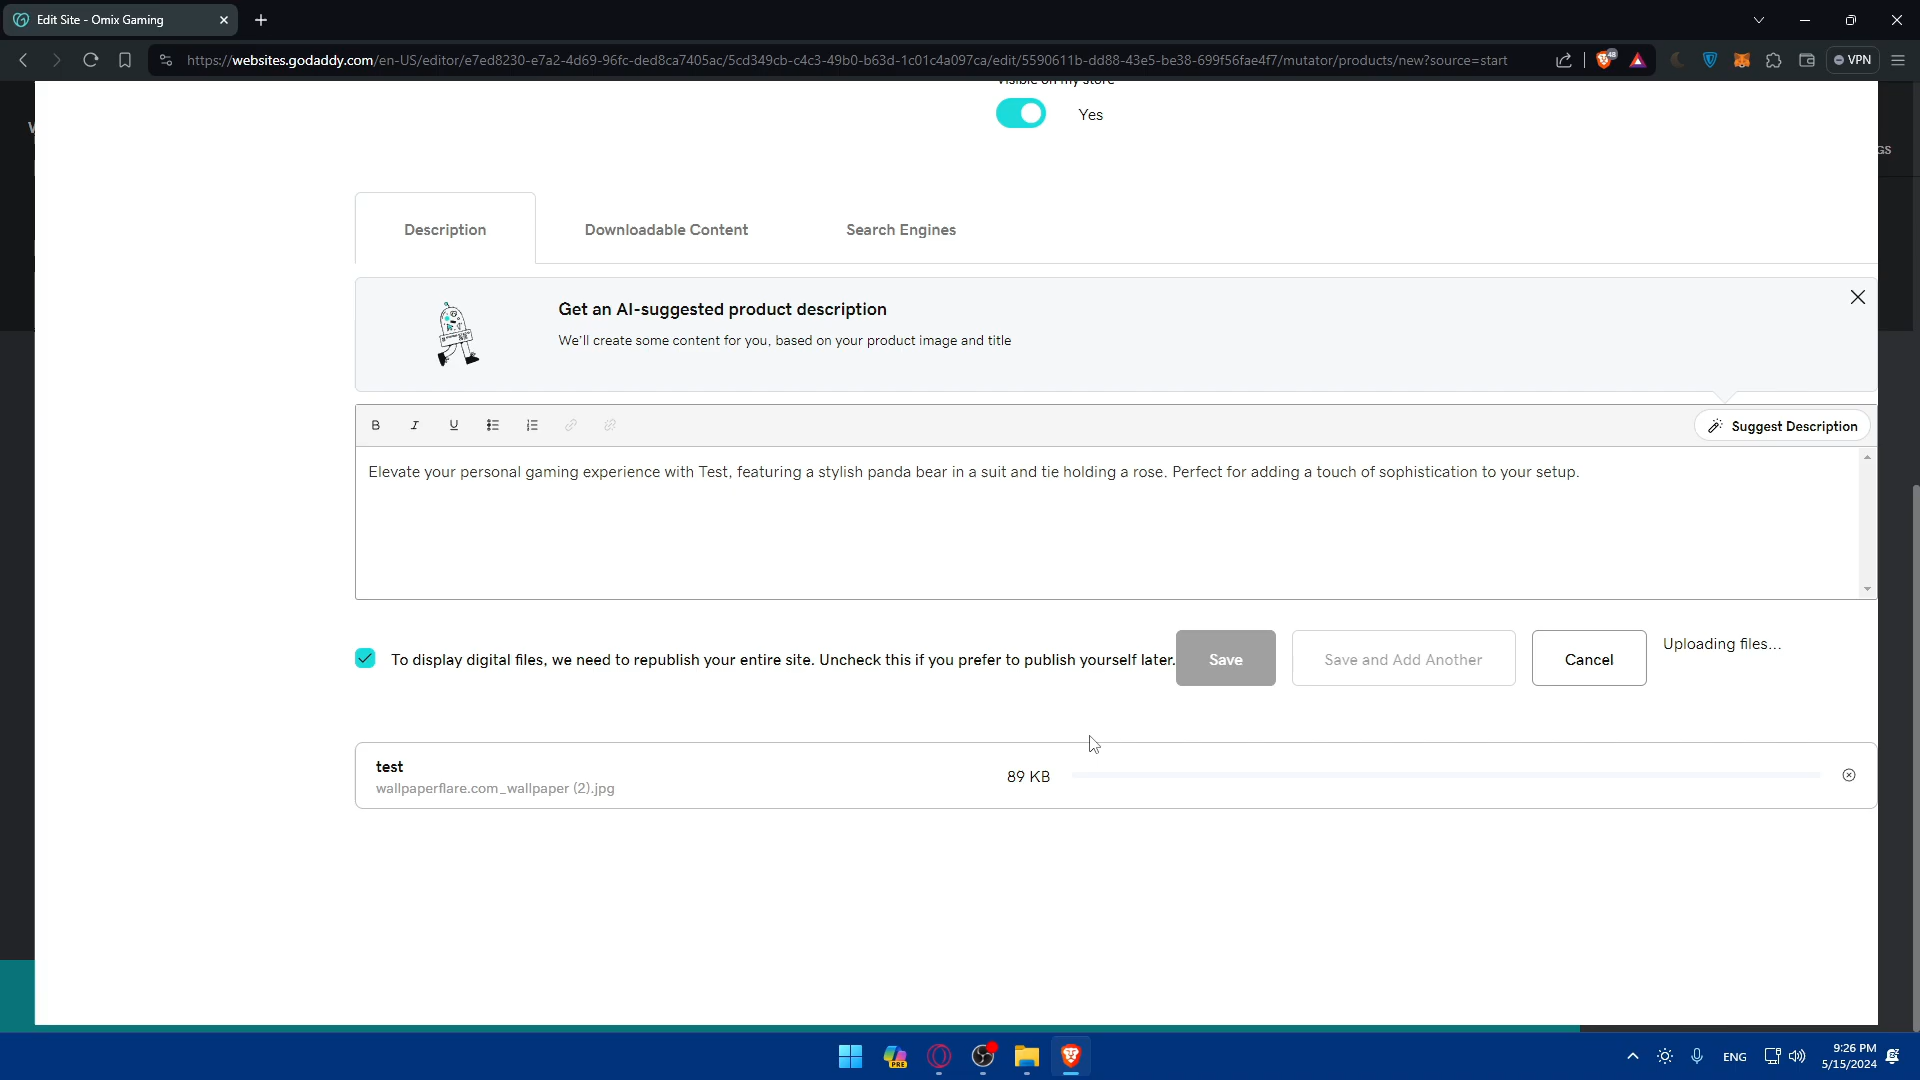 Edit Site - Omix Gaming
https://websites.godaddy.com/en-US/editor/e7ed8230-e7a2-4d69-96fc-ded8ca7405ac/5cd349cb-c4c3-49b0-b63d-1c01c4a097ca/edit/5590611b-dd88-43e5-be38-699f56fae4f7/mutator/products/new?source=start
VPN
Visible on my store
Yes
GS
Description
Downloadable Content
Search Engines
Get an AI-suggested product description
We'll create some content for you, based on your product image and title
B I U
Suggest Description
Elevate your personal gaming experience with Test, featuring a stylish panda bear in a suit and tie holding a rose. Perfect for adding a touch of sophistication to your setup.
To display digital files, we need to republish your entire site. Uncheck this if you prefer to publish yourself later.
Save
Save and Add Another
Cancel
Uploading files...
test
wallpaperflare.com_wallpaper (2).jpg
89 KB
PRE
ENG
9:26 PM
5/15/2024